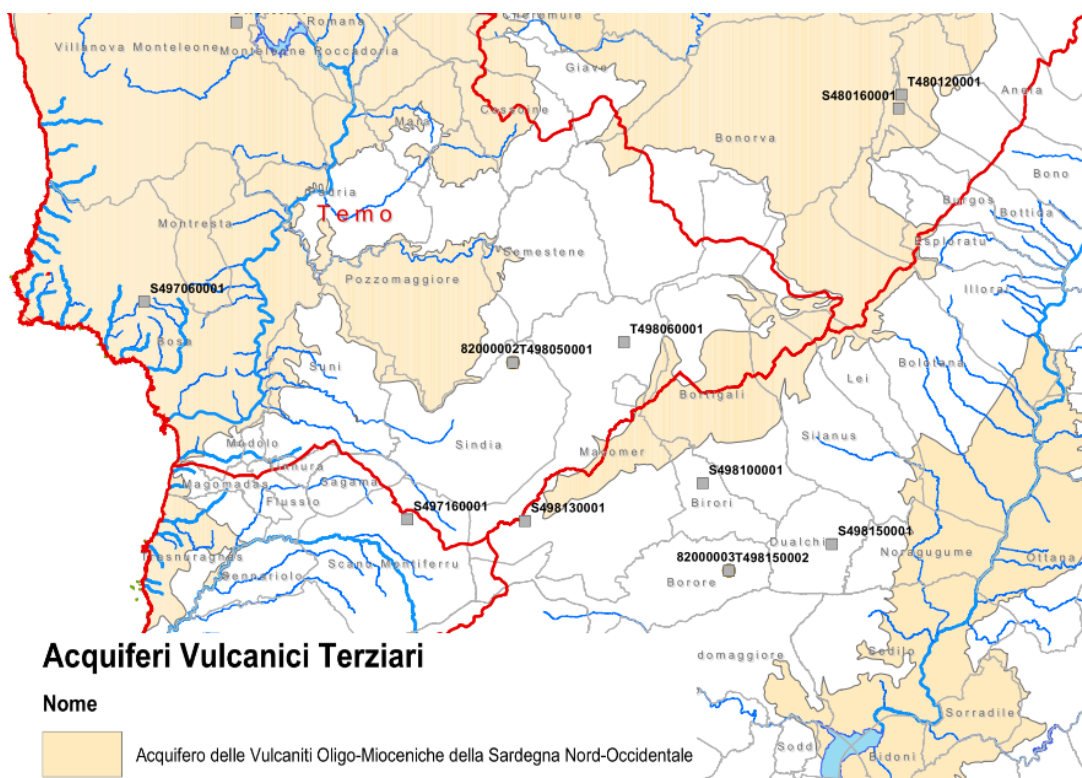 Romana
Cheremule
Villanova Monteleone
Monteleone Roccadoria
Giave
T480120001
S480160001
Anela
Cossoine
Mara
Bonorva
Bono
Padria
Burgos
Bottida
Temo
Montresta
Esploratu
Semestene
Pozzomaggiore
Illorai
S497060001
T498060001
Bosa
82000002T498050001
Suni
Lei
Bolotana
Bortigali
Silanus
Modolo
Sindia
Macomer
Tinnura
S498100001
Magomadas
Sagama
Flussio
Birori
S497160001
S498130001
S498150001
Dualchi
Noragugume
Ottana
Tresnuraghes
Scano Montiferru
82000003T498150002
Sennariolo
Borore
Acquiferi Vulcanici Terziari
Sedilo
domaggiore
Nome
Sorradile
Sodd
Bidonì
Acquifero delle Vulcaniti Oligo-Mioceniche della Sardegna Nord-Occidentale